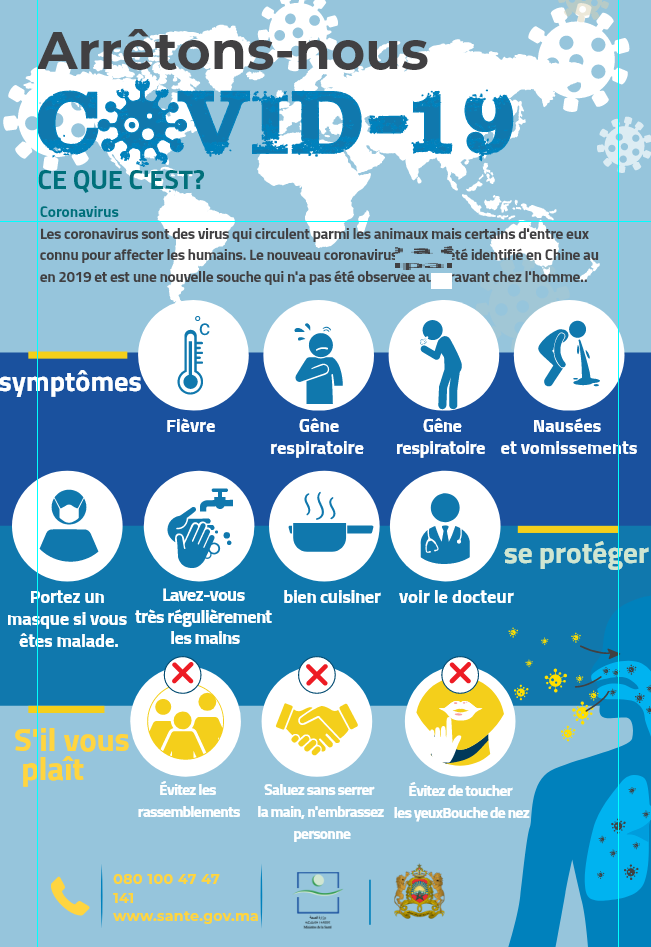 Arrêtons-nous
COVID-19
CE QUE C'EST?
Coronavirus
Les coronavirus sont des virus qui circulent parmi les animaux mais certains d'entre eux
connu pour affecter les humains. Le nouveau coronavirus été identifié en Chine au
en 2019 et est une nouvelle souche qui n'a pas été observée chez l'homme..
symptômes
°C
Fièvre
Gêne
respiratoire
Gêne
respiratoire
Nausées
et vomissements
se protéger
Portez un
masque si vous
êtes malade.
Lavez-vous
très régulièrement
les mains
bien cuisiner
voir le docteur
S'il vous
plaît
Évitez les
rassemblements
Saluez sans serrer
la main, n'embrassez
personne
Évitez de toucher
les yeuxBouche de nez
080 100 47 47
141
www.sante.gov.ma